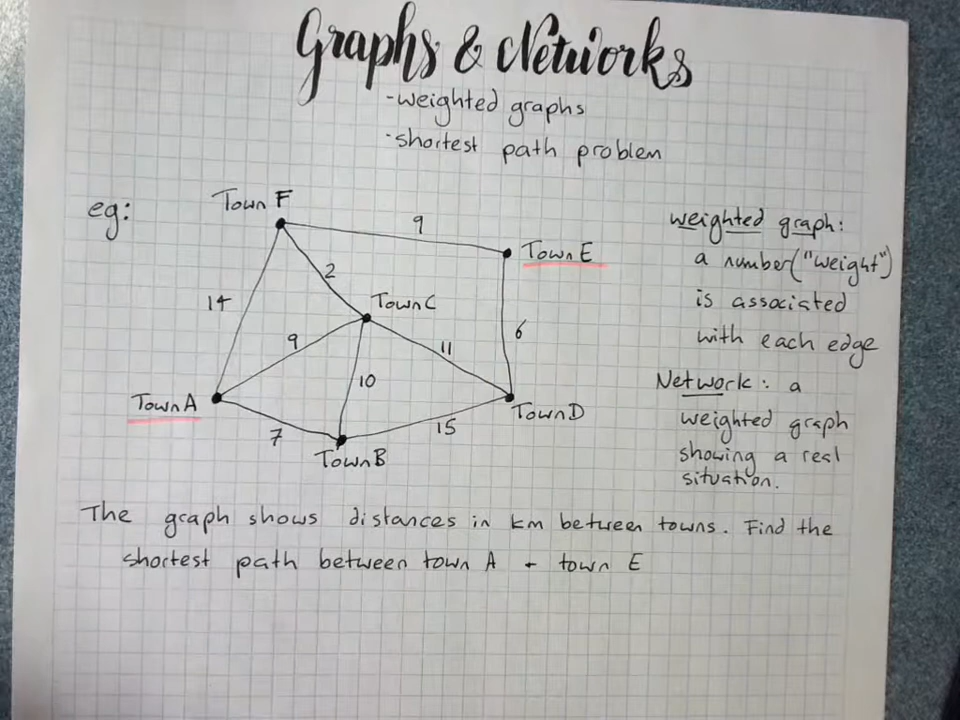 Graphs & Networks
-weighted graphs
-shortest path problem
eg:
Town F
9
Town E
2
14
Town C
9
11
6
10
Town A
Town D
7
15
Town B
weighted graph:
a number("weight")
is associated
with each edge
Network: a
weighted graph
showing a real
situation.
The graph shows distances in km between towns. Find the
shortest path between town A + town E